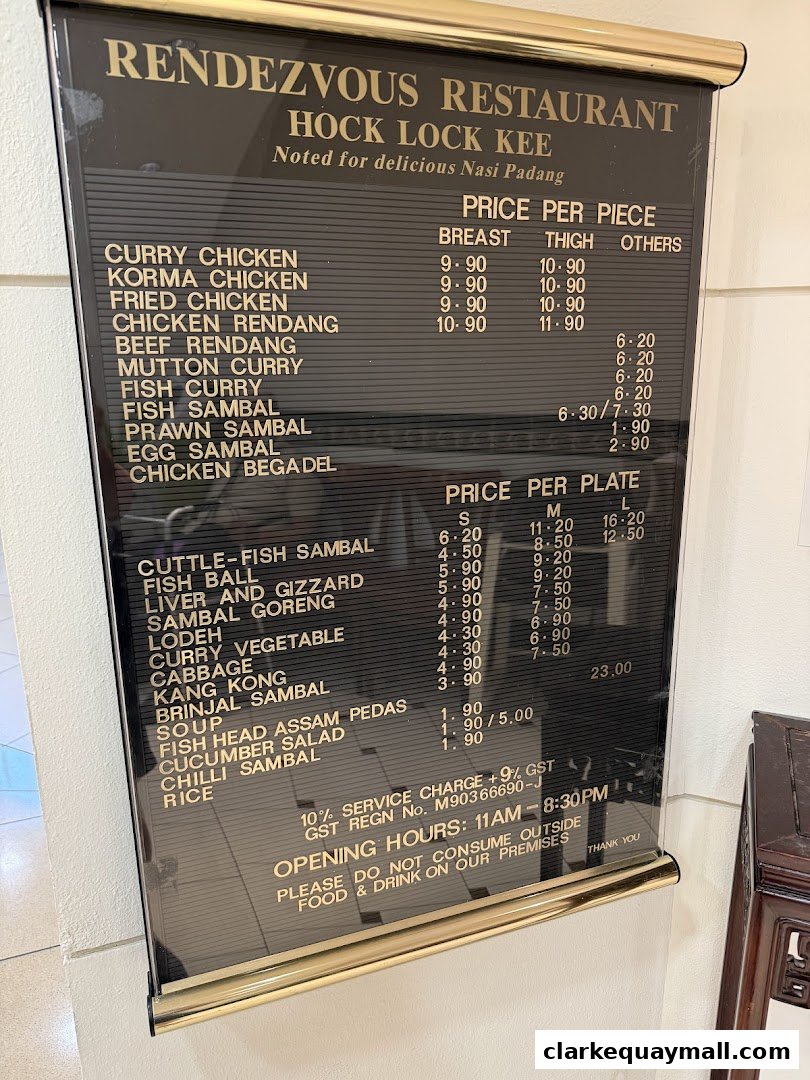 RENDEZVOUS RESTAURANT
HOCK LOCK KEE
Noted for delicious Nasi Padang
PRICE PER PIECE
BREAST THIGH OTHERS
CURRY CHICKEN 9·90 10·90
KORMA CHICKEN 9·90 10·90
FRIED CHICKEN 9·90 10·90
CHICKEN RENDANG 10·90 11·90
BEEF RENDANG 6·20
MUTTON CURRY 6·20
FISH CURRY 6·20
FISH SAMBAL 6·20
PRAWN SAMBAL 6·30/7·30
EGG SAMBAL 1·90
CHICKEN BEGADEL 2·90
PRICE PER PLATE
S M L
CUTTLE-FISH SAMBAL 6·20 11·20 16·20
FISH BALL 4·50 8·50 12·50
LIVER AND GIZZARD 5·90 9·20
SAMBAL GORENG 5·90 9·20
LODEH 4·90 7·50
CURRY VEGETABLE 4·90 7·50
CABBAGE 4·30 6·90
KANG KONG 4·30 6·90
BRINJAL SAMBAL 4·90 7·50
SOUP 3·90
FISH HEAD ASSAM PEDAS 23.00
CUCUMBER SALAD 1·90
CHILLI SAMBAL 1·90/5.00
RICE 1·90
10% SERVICE CHARGE +9% GST
GST REGN No. M90366690-J
OPENING HOURS: 11AM – 8:30PM
PLEASE DO NOT CONSUME OUTSIDE
FOOD & DRINK ON OUR PREMISES THANK YOU
clarkequaymall.com